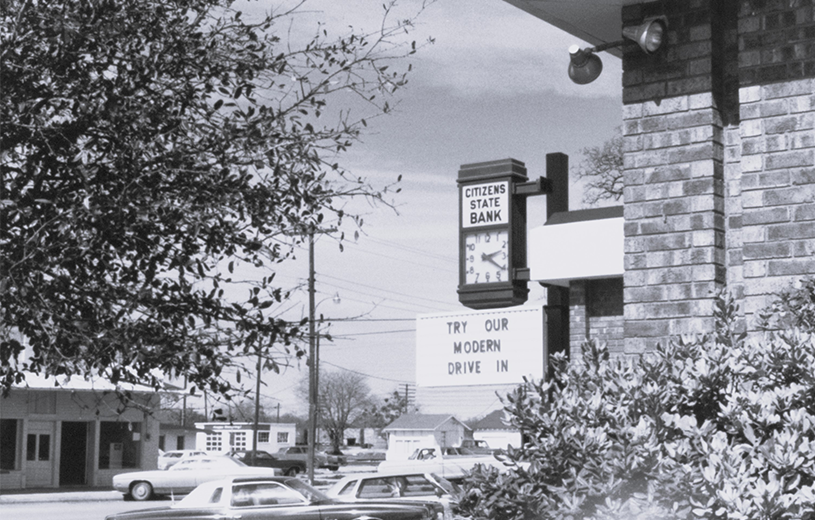 CITIZENS
STATE
BANK
TRY OUR
MODERN
DRIVE IN